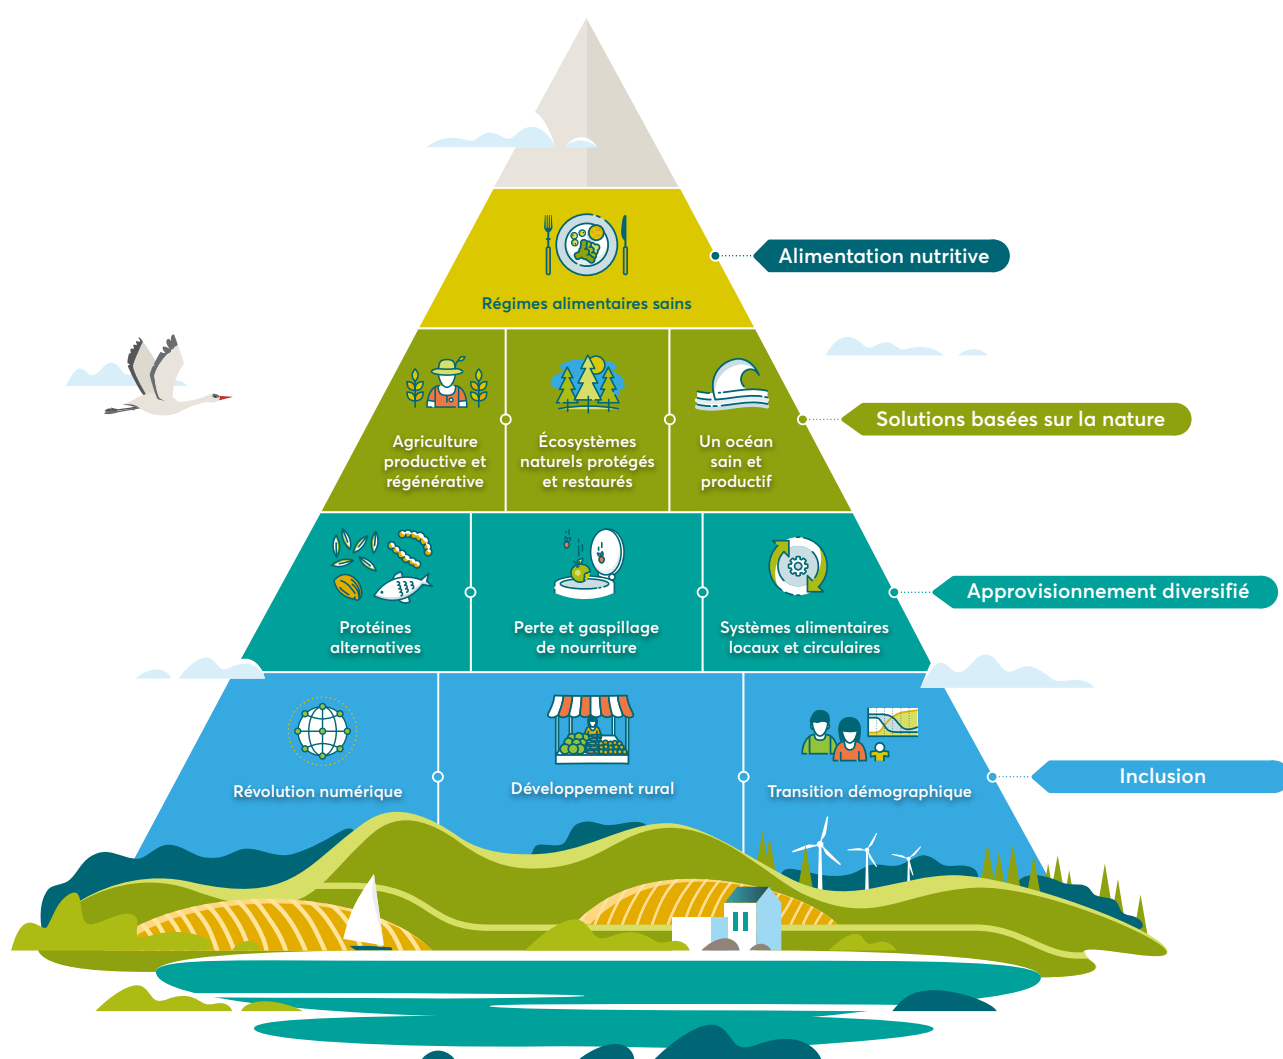 Alimentation nutritive
Régimes alimentaires sains
Solutions basées sur la nature
Agriculture
productive et
régénérative
Écosystèmes
naturels protégés
et restaurés
Un océan
sain et
productif
Approvisionnement diversifié
Protéines
alternatives
Perte et gaspillage
de nourriture
Systèmes alimentaires
locaux et circulaires
Inclusion
Révolution numérique
Développement rural
Transition démographique